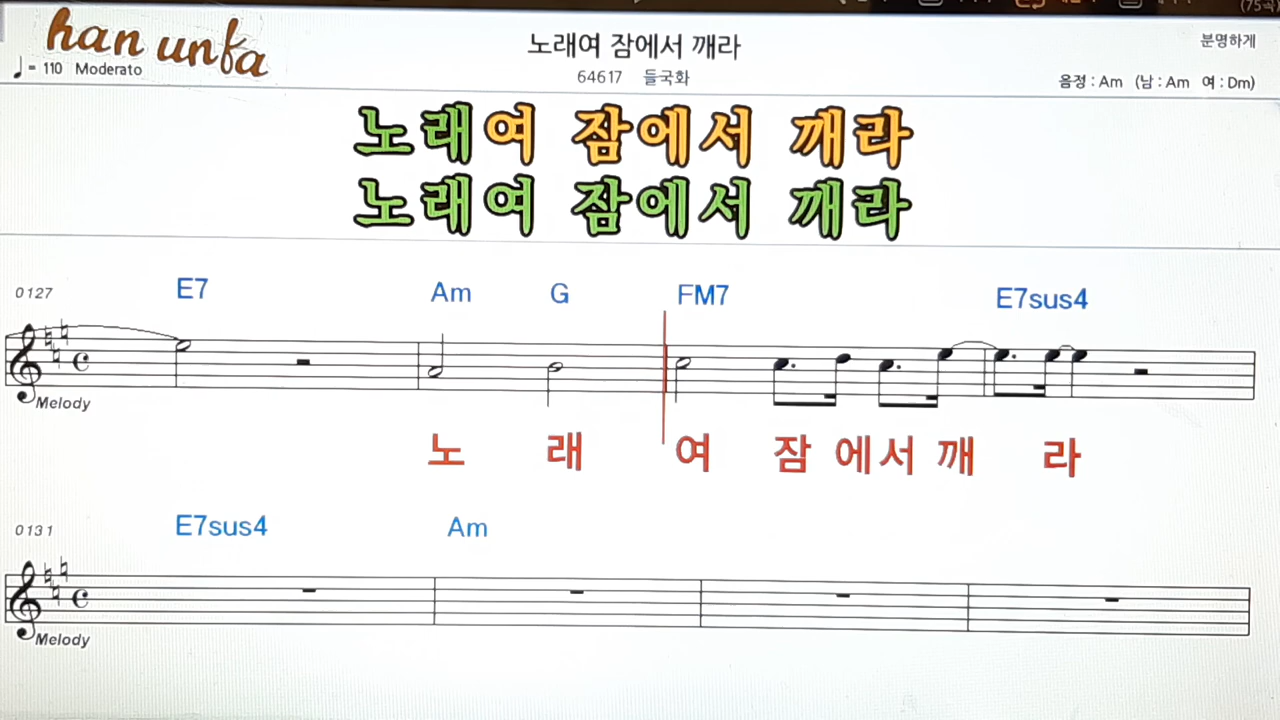 (75곡)
han unfa
♩= 110 Moderato
노래여 잠에서 깨라
64617 들국화
분명하게
음정 : Am (남 : Am 여 : Dm)
노래여 잠에서 깨라
노래여 잠에서 깨라
0127 E7 Am G FM7 E7sus4
Melody
노 래 여 잠 에서 깨 라
0131 E7sus4 Am
Melody